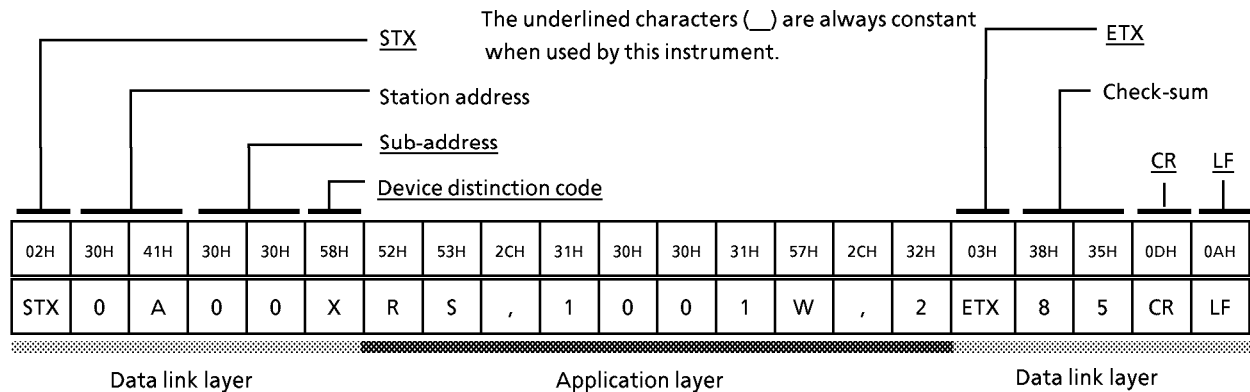 The underlined characters (__) are always constant
when used by this instrument.
STX
ETX
Station address
Check-sum
Sub-address
CR LF
Device distinction code
02H 30H 41H 30H 30H 58H 52H 53H 2CH 31H 30H 30H 31H 57H 2CH 32H 03H 38H 35H 0DH 0AH
STX 0 A 0 0 X R S , 1 0 0 1 W , 2 ETX 8 5 CR LF
Data link layer Application layer Data link layer